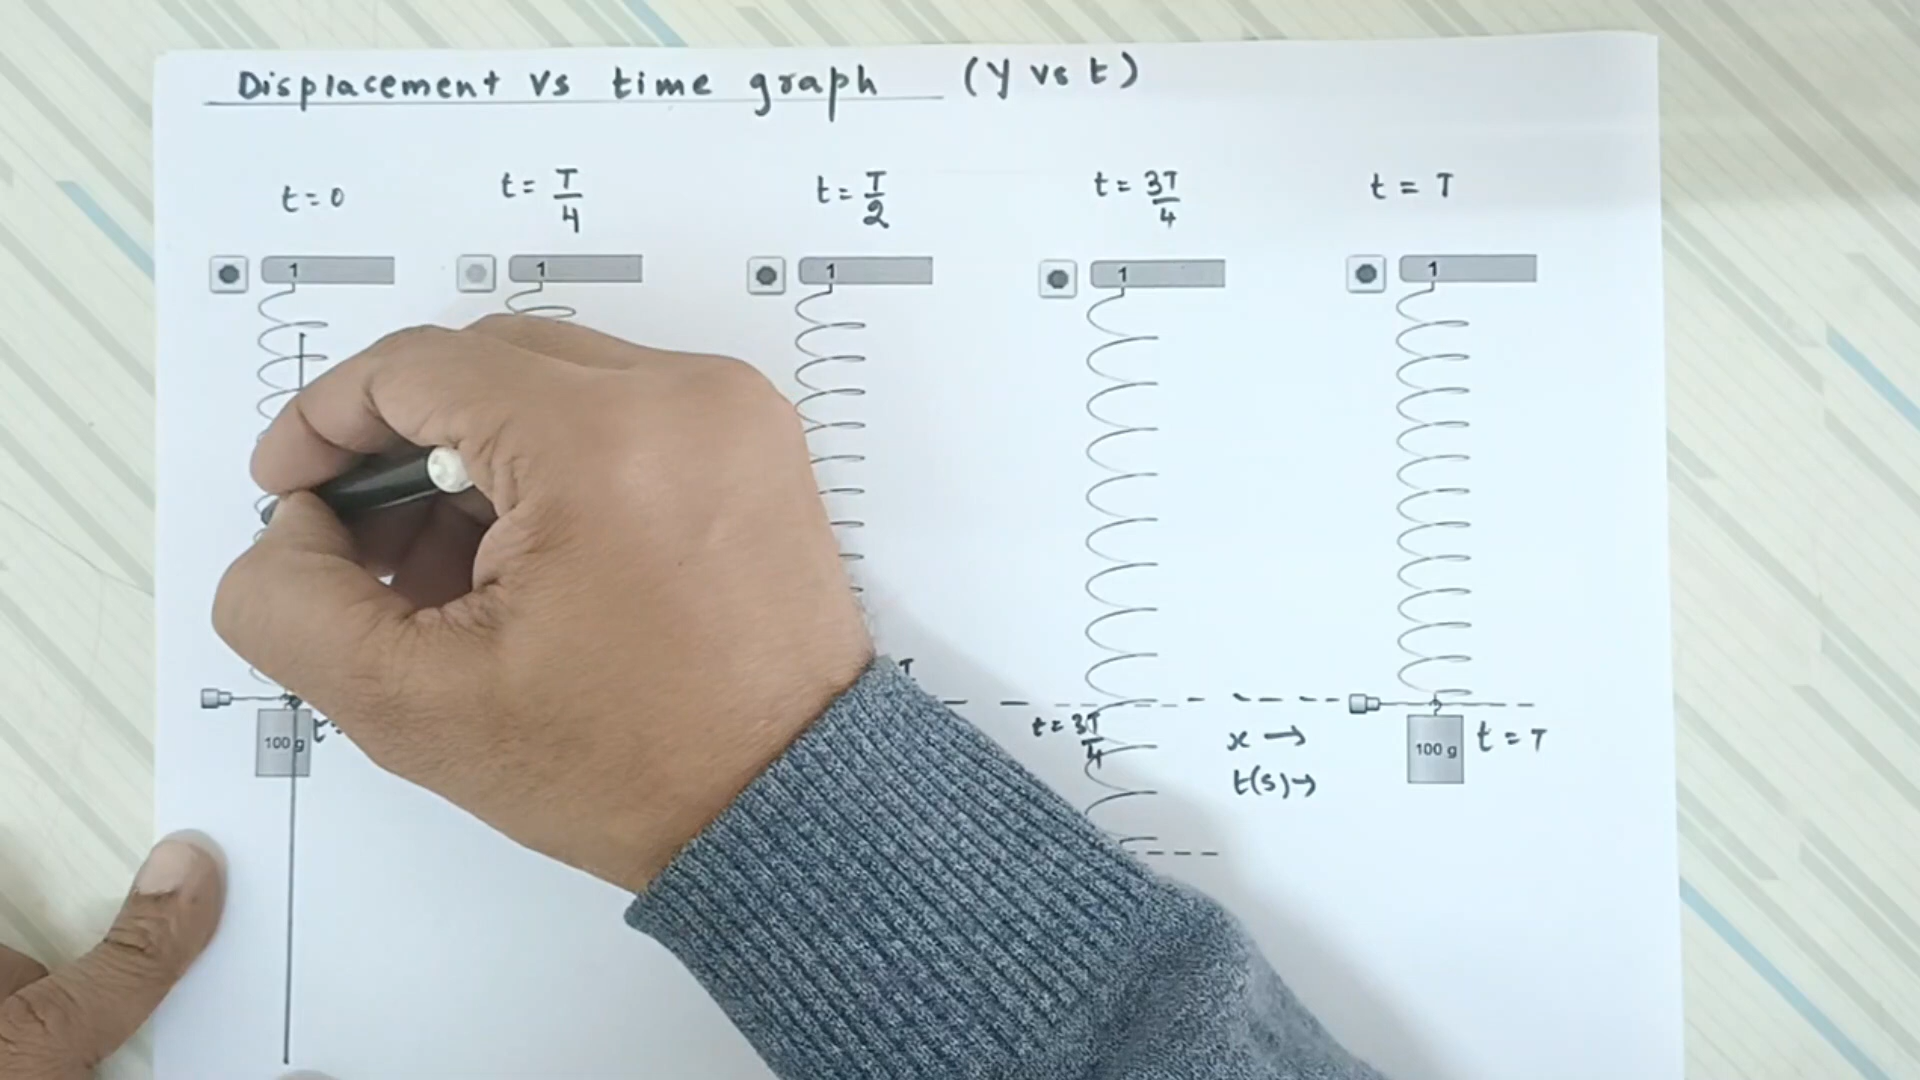 Displacement vs time graph (Y vs t)
t = 0
t = T/4
t = T/2
t = 3T/4
t = T
1
1
1
1
1
T
100 g
t =
t = 3T/4
x →
t(s) →
100 g
t = T